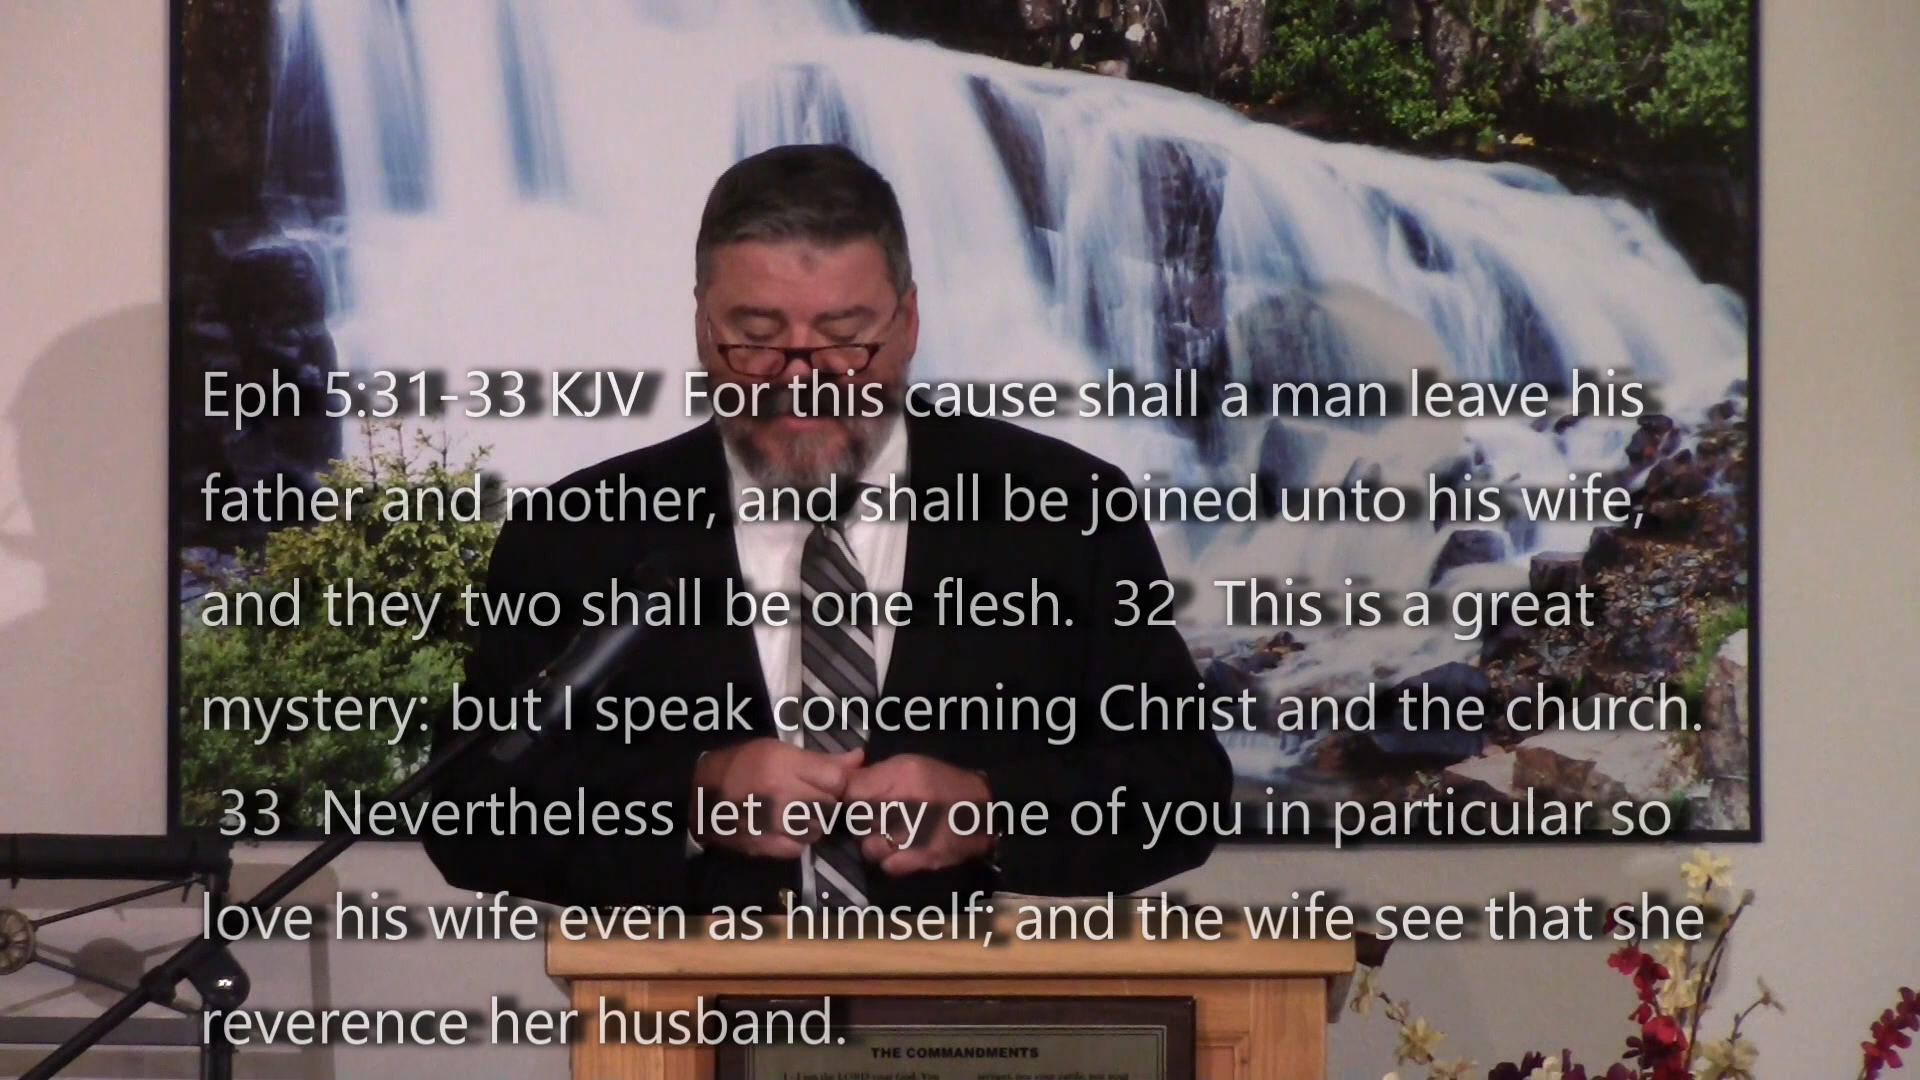 Eph 5:31-33 KJV  For this cause shall a man leave his
father and mother, and shall be joined unto his wife,
and they two shall be one flesh.  32  This is a great
mystery: but I speak concerning Christ and the church.
33  Nevertheless let every one of you in particular so
love his wife even as himself; and the wife see that she
reverence her husband.
THE COMMANDMENTS